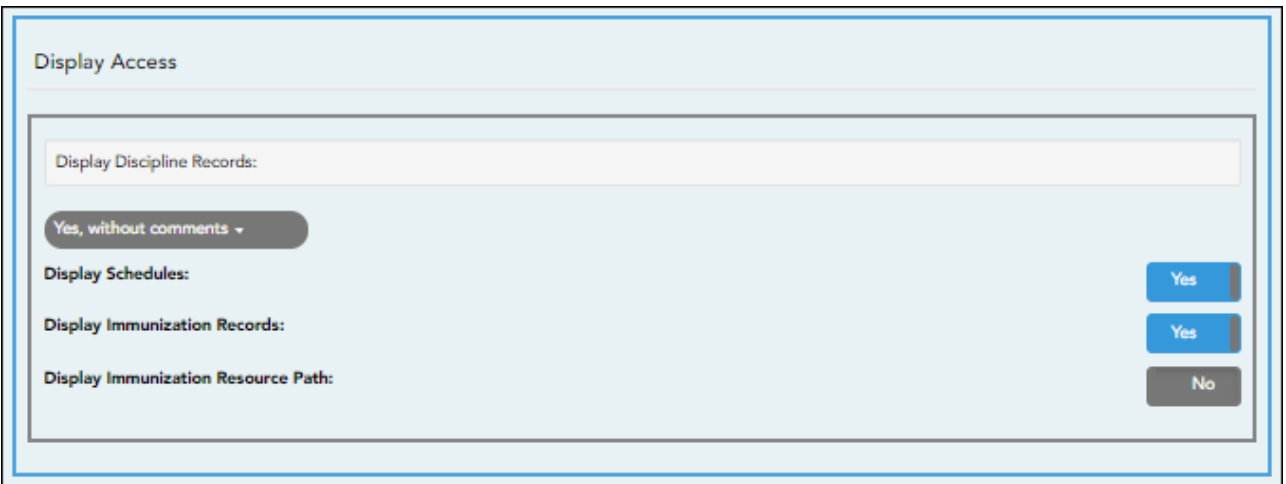 Display Access
Display Discipline Records:
Yes, without comments
Display Schedules:
Yes
Display Immunization Records:
Yes
Display Immunization Resource Path:
No